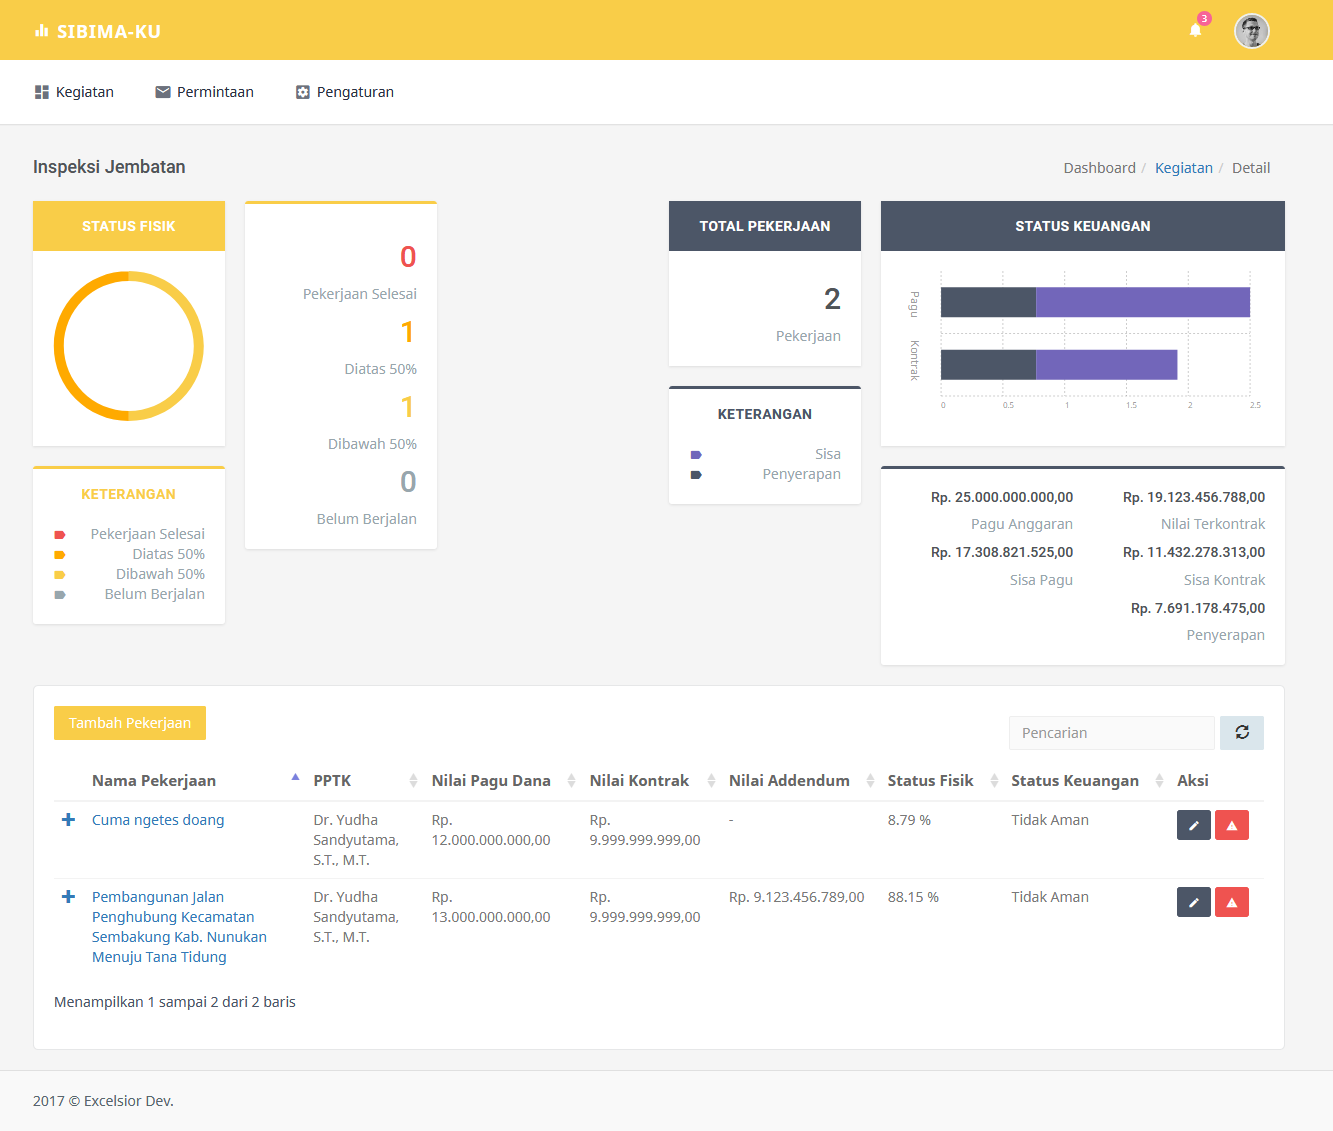 SIBIMA-KU
3
Kegiatan
Permintaan
Pengaturan
Inspeksi Jembatan
Dashboard / Kegiatan / Detail
STATUS FISIK
0
Pekerjaan Selesai
1
Diatas 50%
1
Dibawah 50%
0
Belum Berjalan
KETERANGAN
Pekerjaan Selesai
Diatas 50%
Dibawah 50%
Belum Berjalan
TOTAL PEKERJAAN
2
Pekerjaan
KETERANGAN
Sisa
Penyerapan
STATUS KEUANGAN
Pagu
Kontrak
0 0.5 1 1.5 2 2.5
Rp. 25.000.000.000,00
Pagu Anggaran
Rp. 19.123.456.788,00
Nilai Terkontrak
Rp. 17.308.821.525,00
Sisa Pagu
Rp. 11.432.278.313,00
Sisa Kontrak
Rp. 7.691.178.475,00
Penyerapan
Tambah Pekerjaan
Pencarian
Nama Pekerjaan PPTK Nilai Pagu Dana Nilai Kontrak Nilai Addendum Status Fisik Status Keuangan Aksi
Cuma ngetes doang
Dr. Yudha
Sandyutama,
S.T., M.T.
Rp.
12.000.000.000,00
Rp.
9.999.999.999,00
-
8.79 %
Tidak Aman
Pembangunan Jalan
Penghubung Kecamatan
Sembakung Kab. Nunukan
Menuju Tana Tidung
Dr. Yudha
Sandyutama,
S.T., M.T.
Rp.
13.000.000.000,00
Rp.
9.999.999.999,00
Rp. 9.123.456.789,00
88.15 %
Tidak Aman
Menampilkan 1 sampai 2 dari 2 baris
2017 © Excelsior Dev.